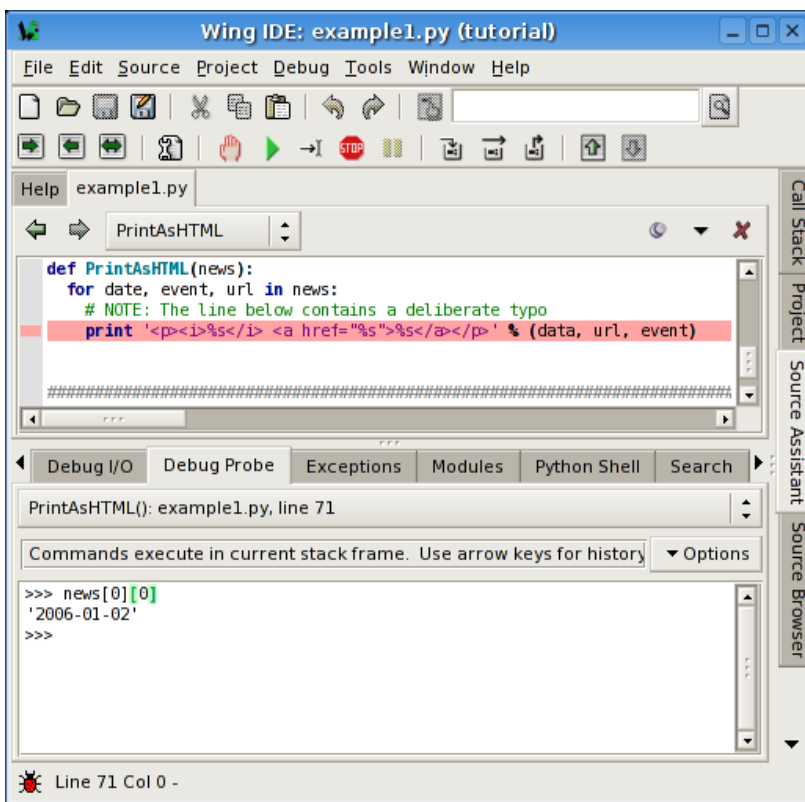 Wing IDE: example1.py (tutorial)
File Edit Source Project Debug Tools Window Help
STOP
Help example1.py
PrintAsHTML
def PrintAsHTML(news):
for date, event, url in news:
# NOTE: The line below contains a deliberate typo
print '<p><i>%s</i> <a href="%s">%s</a></p>' % (data, url, event)
############################################################################
Debug I/O Debug Probe Exceptions Modules Python Shell Search
PrintAsHTML(): example1.py, line 71
Commands execute in current stack frame. Use arrow keys for history
Options
>>> news[0][0]
'2006-01-02'
>>>
Line 71 Col 0 -
Call Stack
Project
Source Assistant
Source Browser